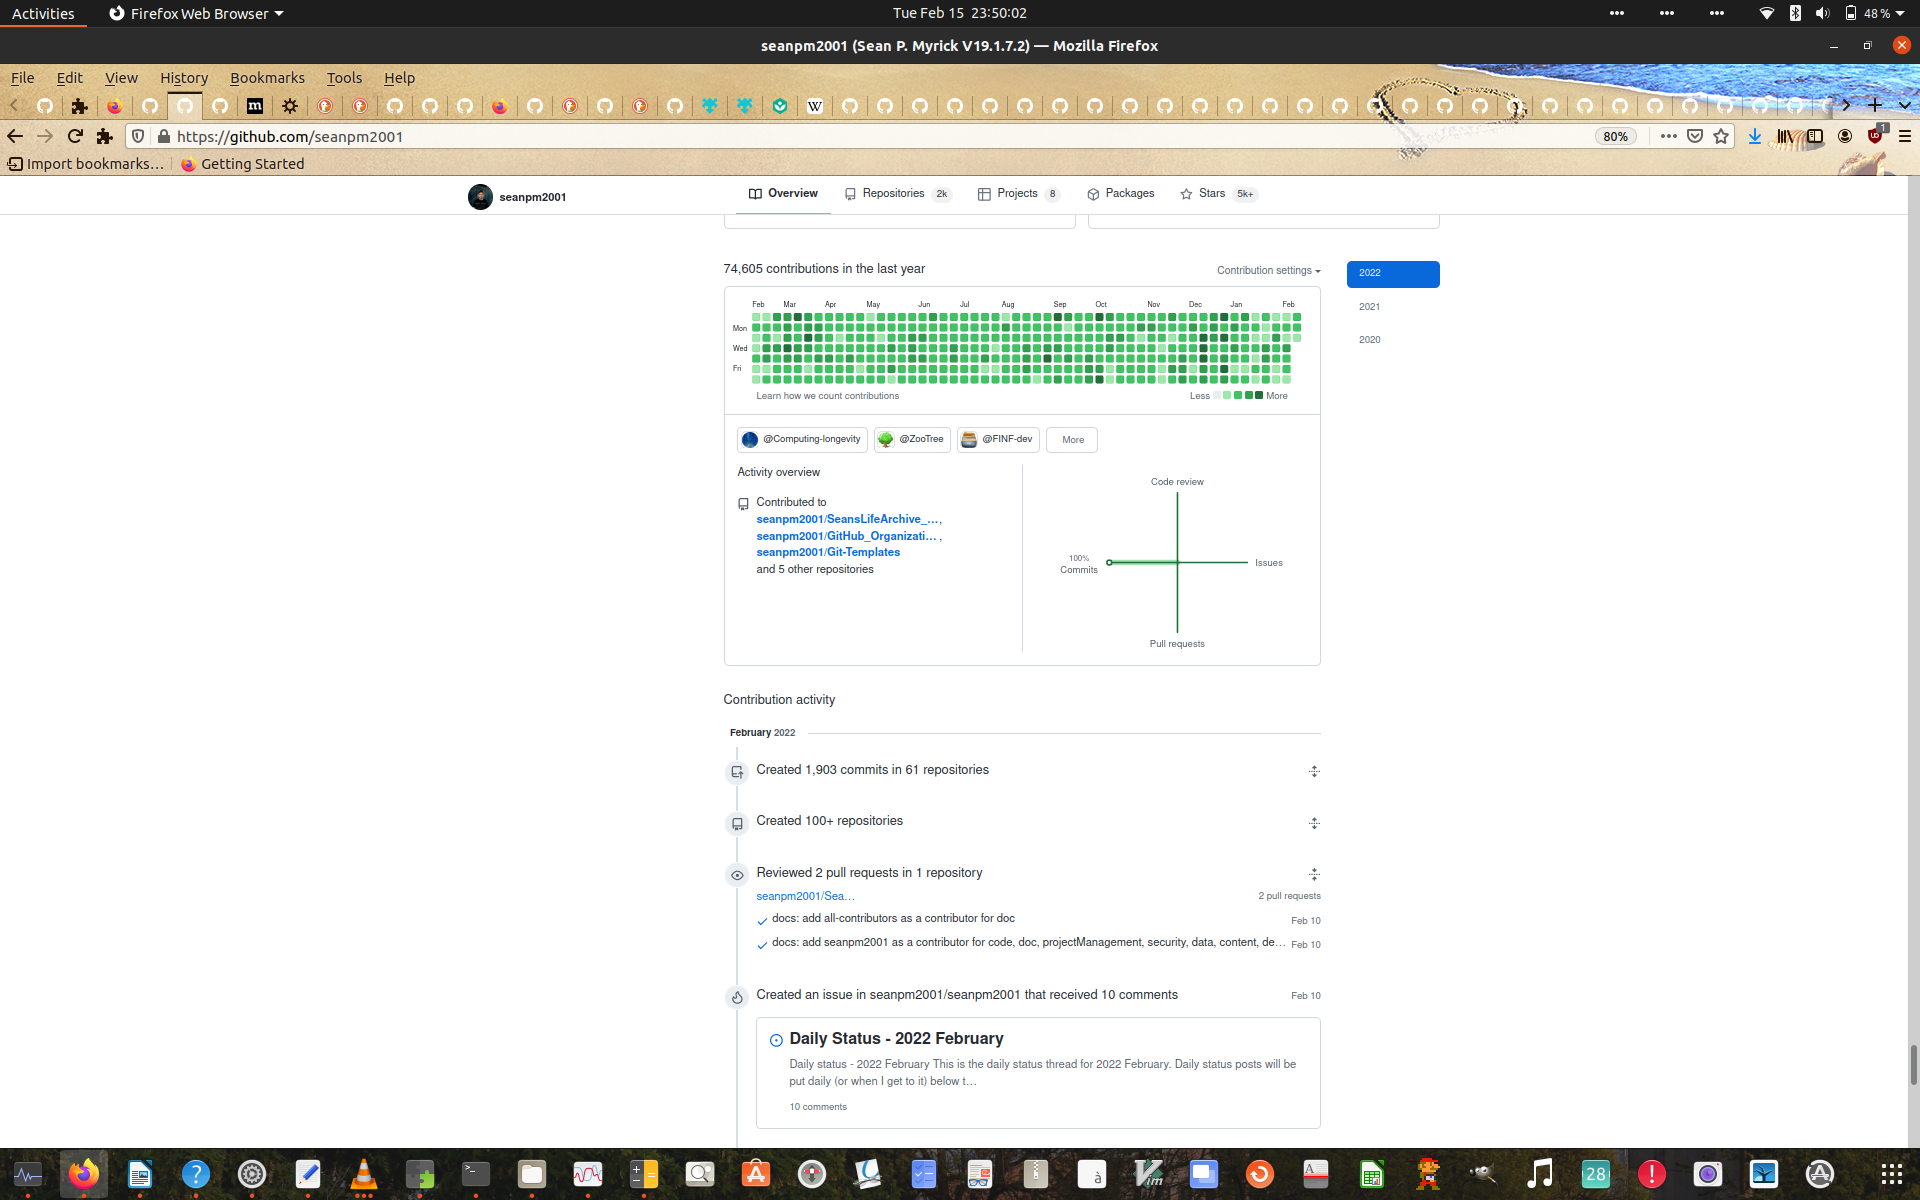 Activities
Firefox Web Browser
Tue Feb 15 23:50:02
48 %
seanpm2001 (Sean P. Myrick V19.1.7.2) — Mozilla Firefox
File Edit View History Bookmarks Tools Help
https://github.com/seanpm2001
80%
1
Import bookmarks…
Getting Started
seanpm2001
Overview
Repositories 2k
Projects 8
Packages
Stars 5k+
74,605 contributions in the last year
Contribution settings
2022
2021
2020
Feb Mar Apr May Jun Jul Aug Sep Oct Nov Dec Jan Feb
Mon
Wed
Fri
Learn how we count contributions
Less More
@Computing-longevity
@ZooTree
@FINF-dev
More
Activity overview
Contributed to
seanpm2001/SeansLifeArchive_… ,
seanpm2001/GitHub_Organizati… ,
seanpm2001/Git-Templates
and 5 other repositories
Code review
100%
Commits
Issues
Pull requests
Contribution activity
February 2022
Created 1,903 commits in 61 repositories
Created 100+ repositories
Reviewed 2 pull requests in 1 repository
seanpm2001/Sea…
2 pull requests
docs: add all-contributors as a contributor for doc
Feb 10
docs: add seanpm2001 as a contributor for code, doc, projectManagement, security, data, content, de…
Feb 10
Created an issue in seanpm2001/seanpm2001 that received 10 comments
Feb 10
Daily Status - 2022 February
Daily status - 2022 February This is the daily status thread for 2022 February. Daily status posts will be
put daily (or when I get to it) below t…
10 comments
28